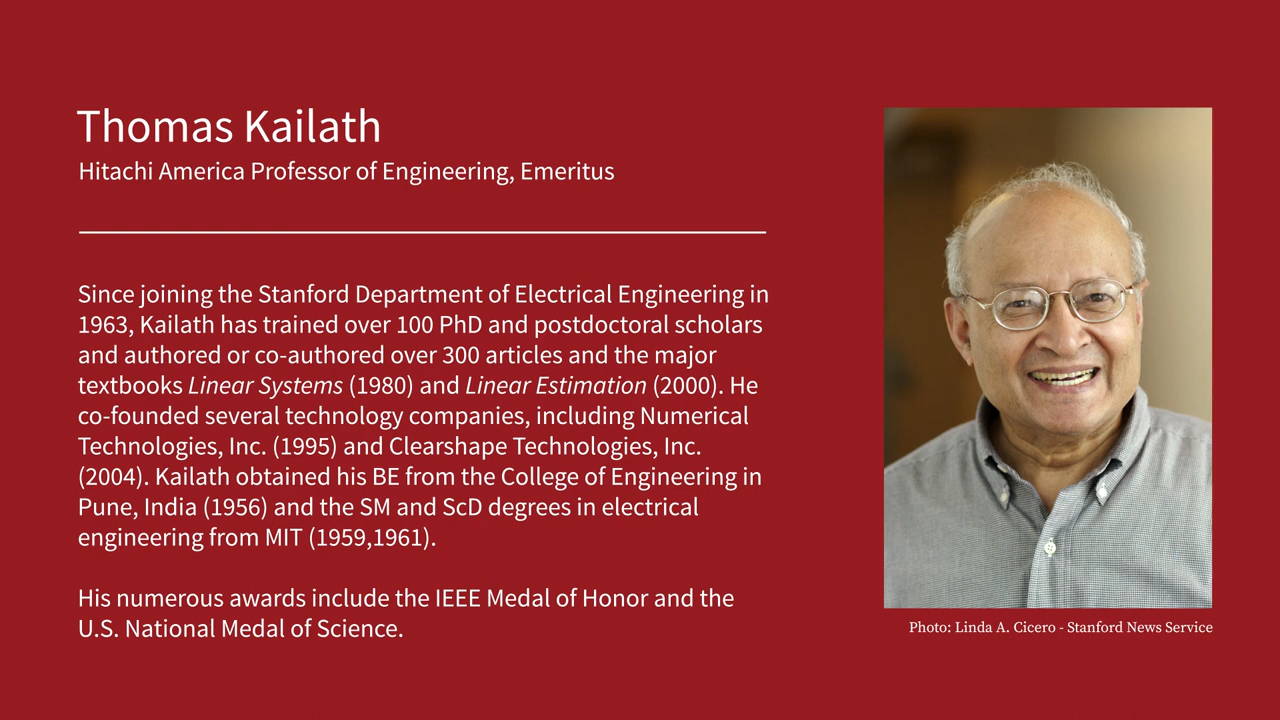 Thomas Kailath
Hitachi America Professor of Engineering, Emeritus
Since joining the Stanford Department of Electrical Engineering in
1963, Kailath has trained over 100 PhD and postdoctoral scholars
and authored or co-authored over 300 articles and the major
textbooks Linear Systems (1980) and Linear Estimation (2000). He
co-founded several technology companies, including Numerical
Technologies, Inc. (1995) and Clearshape Technologies, Inc.
(2004). Kailath obtained his BE from the College of Engineering in
Pune, India (1956) and the SM and ScD degrees in electrical
engineering from MIT (1959,1961).
His numerous awards include the IEEE Medal of Honor and the
U.S. National Medal of Science.
Photo: Linda A. Cicero - Stanford News Service